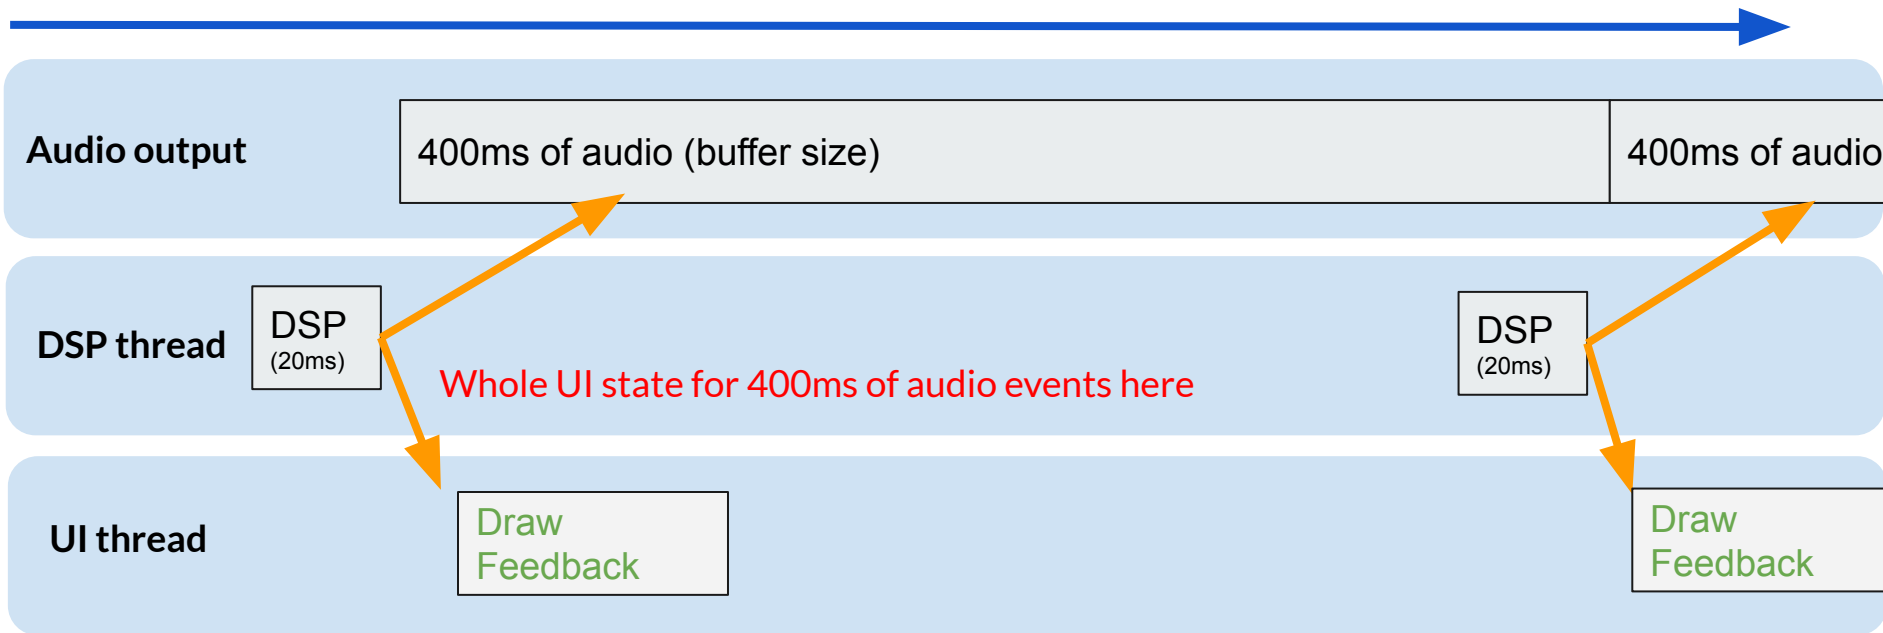 Audio output
400ms of audio (buffer size)
400ms of audio
DSP thread
DSP
(20ms)
Whole UI state for 400ms of audio events here
DSP
(20ms)
UI thread
Draw
Feedback
Draw
Feedback